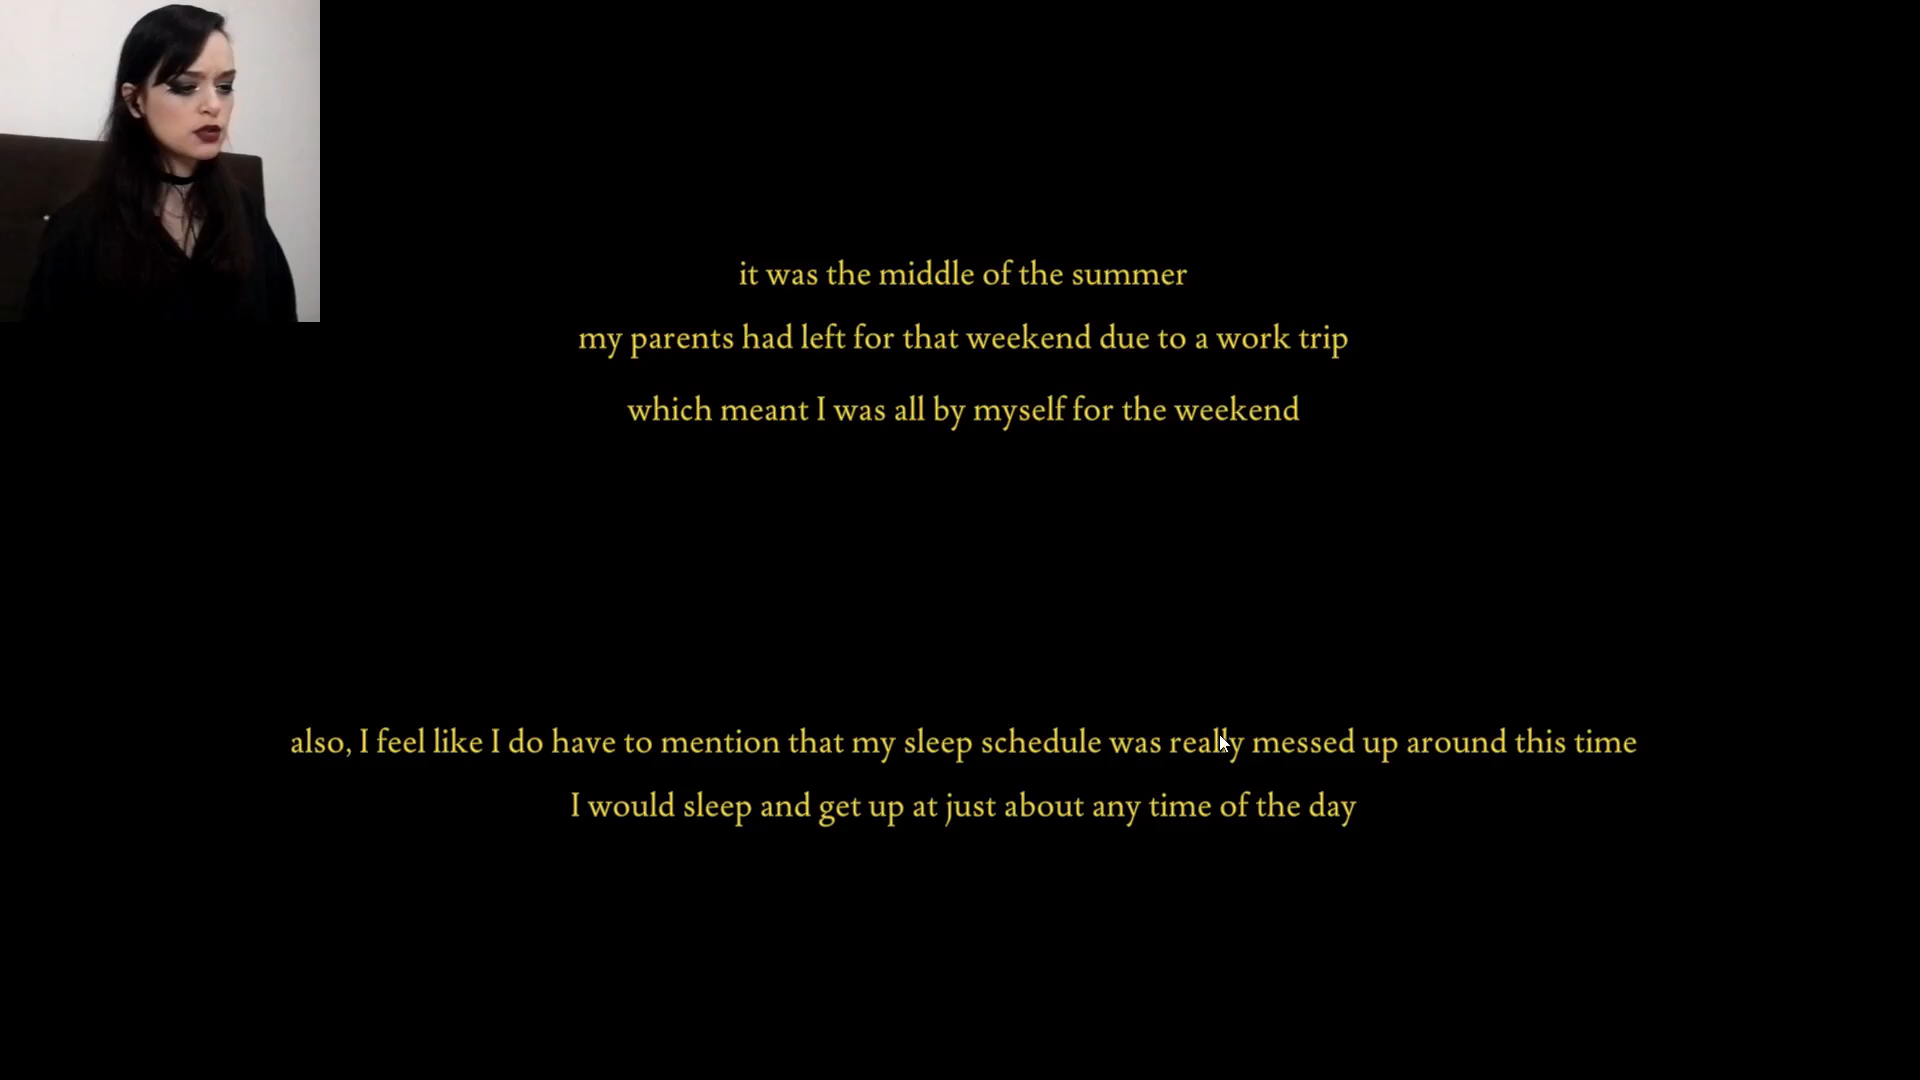 it was the middle of the summer
my parents had left for that weekend due to a work trip
which meant I was all by myself for the weekend
also, I feel like I do have to mention that my sleep schedule was really messed up around this time
I would sleep and get up at just about any time of the day